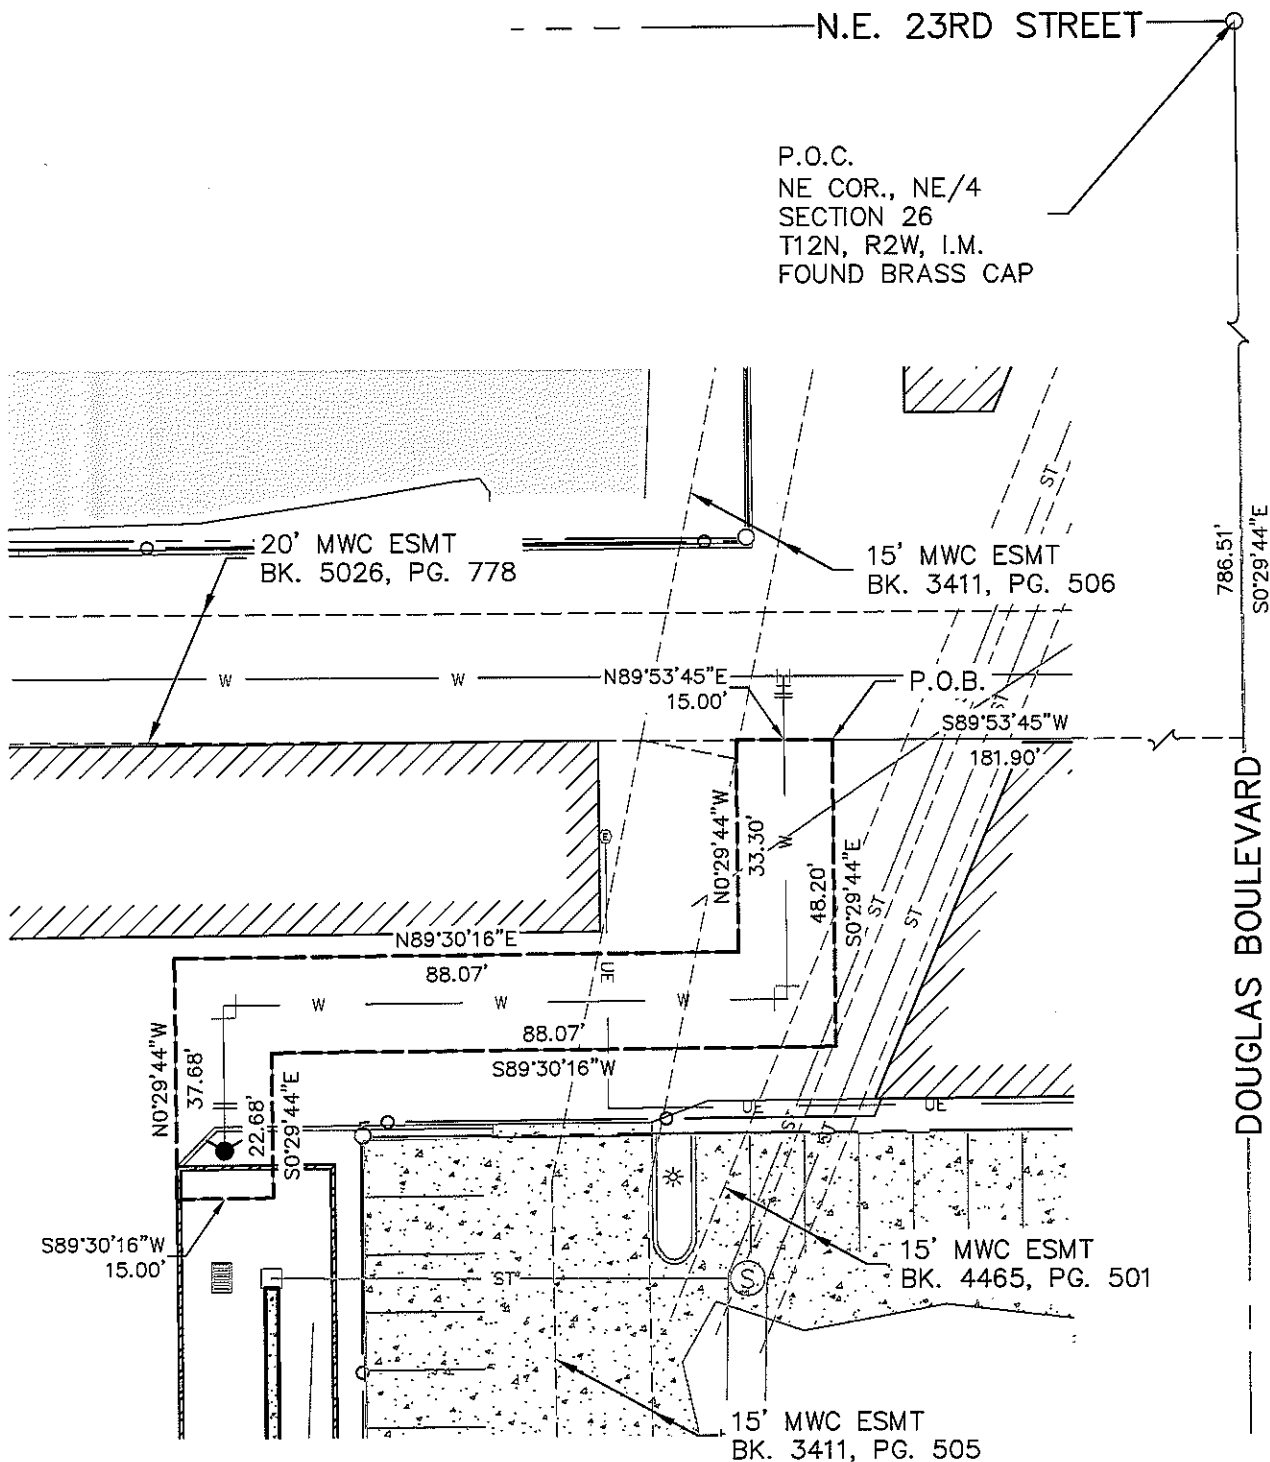 N.E. 23RD STREET
P.O.C.
NE COR., NE/4
SECTION 26
T12N, R2W, I.M.
FOUND BRASS CAP
786.51'
S0°29'44"E
ST
20' MWC ESMT
BK. 5026, PG. 778
15' MWC ESMT
BK. 3411, PG. 506
W
W
N89°53'45"E
15.00'
P.O.B.
ST
S89°53'45"W
181.90'
N0°29'44"W
33.30'
W
48.20'
S0°29'44"E
ST
ST
DOUGLAS BOULEVARD
N89°30'16"E
88.07'
E
UE
W
W
W
88.07'
S89°30'16"W
N0°29'44"W
37.68'
22.68'
S0°29'44"E
UE
UE
ST
ST
S89°30'16"W
15.00'
ST
S
15' MWC ESMT
BK. 4465, PG. 501
15' MWC ESMT
BK. 3411, PG. 505